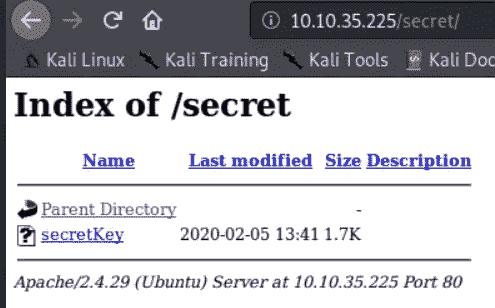 10.10.35.225/secret/
Kali Linux Kali Training Kali Tools Kali Doc
Index of /secret
Name Last modified Size Description
Parent Directory -
secretKey 2020-02-05 13:41 1.7K
Apache/2.4.29 (Ubuntu) Server at 10.10.35.225 Port 80